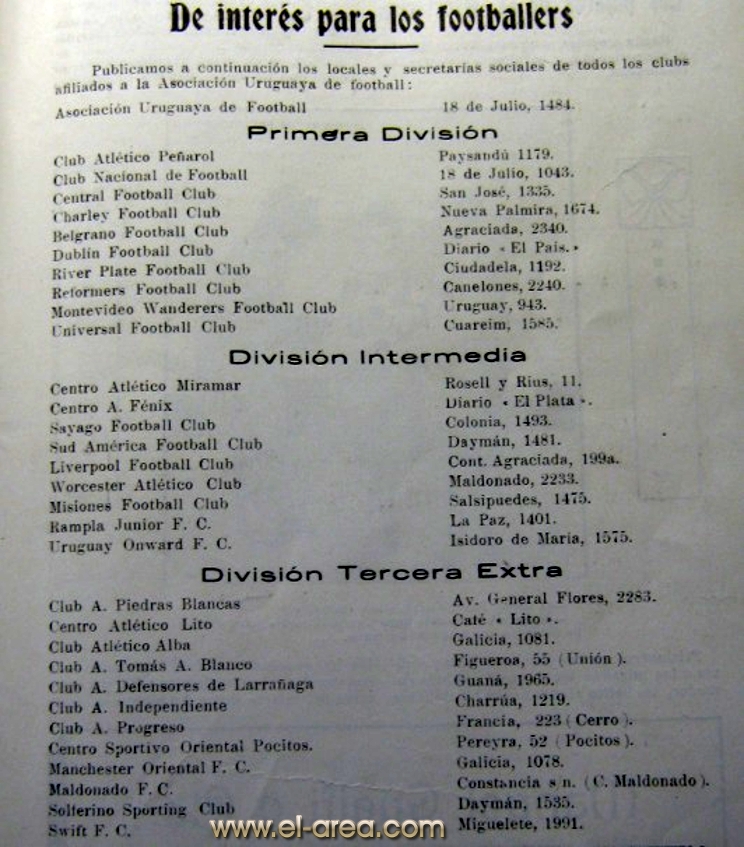 De interés para los footballers
Publicamos a continuación los locales y secretarías sociales de todos los clubs
afiliados a la Asociación Uruguaya de football:
Asociación Uruguaya de Football 18 de Julio, 1484.
Primera División
Club Atlético Peñarol Paysandú 1179.
Club Nacional de Football 18 de Julio, 1043.
Central Football Club San José, 1335.
Charley Football Club Nueva Palmira, 1674.
Belgrano Football Club Agraciada, 2340.
Dublín Football Club Diario « El País.»
River Plate Football Club Ciudadela, 1192.
Reformers Football Club Canelones, 2240.
Montevideo Wanderers Football Club Uruguay, 943.
Universal Football Club Cuareim, 1585.
División Intermedia
Centro Atlético Miramar Rosell y Rius, 11.
Centro A. Fénix Diario « El Plata ».
Sayago Football Club Colonia, 1493.
Sud América Football Club Daymán, 1481.
Liverpool Football Club Cont. Agraciada, 199a.
Worcester Atlético Club Maldonado, 2233.
Misiones Football Club Salsipuedes, 1475.
Rampla Junior F. C. La Paz, 1401.
Uruguay Onward F. C. Isidoro de María, 1575.
División Tercera Extra
Club A. Piedras Blancas Av. General Flores, 2283.
Centro Atlético Lito Café « Lito ».
Club Atlético Alba Galicia, 1081.
Club A. Tomás A. Blanco Figueroa, 55 (Unión).
Club A. Defensores de Larrañaga Guaná, 1965.
Club A. Independiente Charrúa, 1219.
Club A. Progreso Francia, 223 (Cerro).
Centro Sportivo Oriental Pocitos. Pereyra, 52 (Pocitos).
Manchester Oriental F. C. Galicia, 1078.
Maldonado F. C. Constancia s n. (C. Maldonado).
Solferino Sporting Club Daymán, 1535.
Swift F. C. Miguelete, 1991.
www.el-area.com